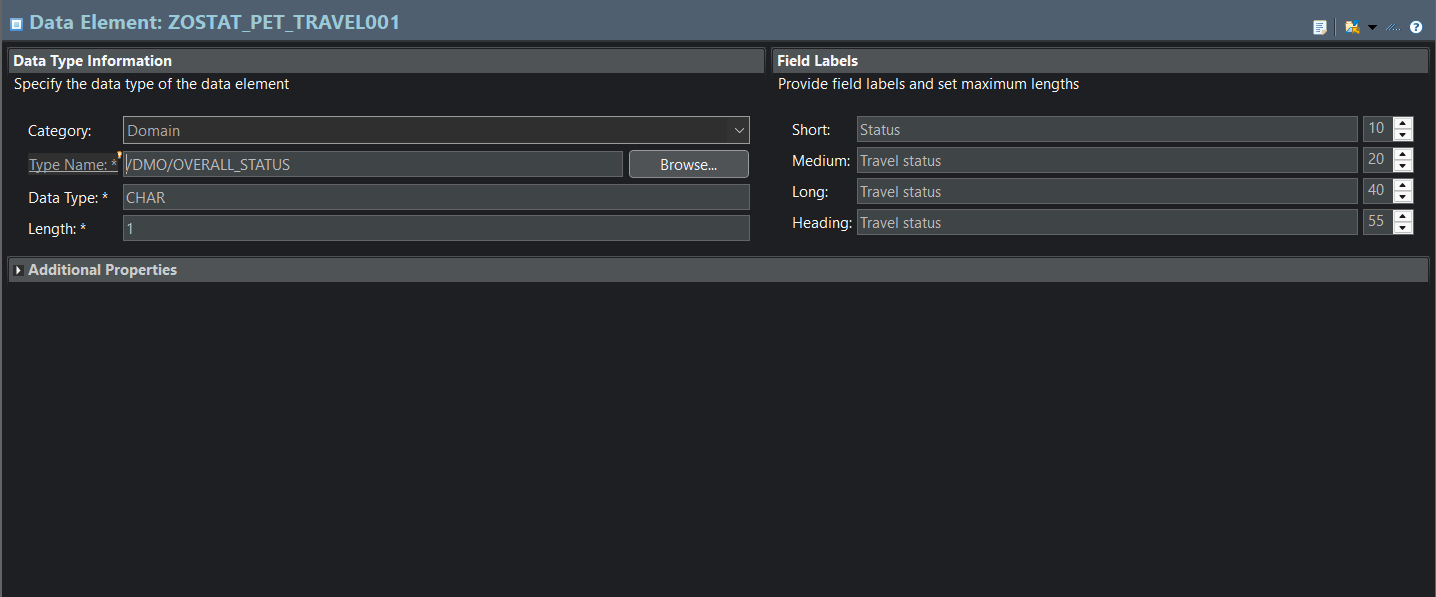 Data Element: ZOSTAT_PET_TRAVEL001
Data Type Information
Specify the data type of the data element
Category: Domain
Type Name: * /DMO/OVERALL_STATUS Browse...
Data Type: * CHAR
Length: * 1
Field Labels
Provide field labels and set maximum lengths
Short: Status 10
Medium: Travel status 20
Long: Travel status 40
Heading: Travel status 55
Additional Properties